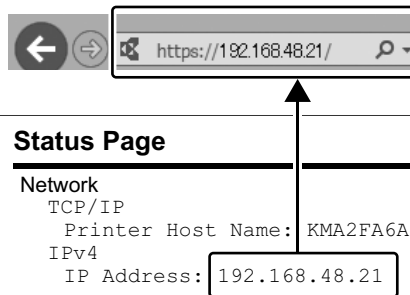 https://192.168.48.21/
Status Page
Network
TCP/IP
Printer Host Name: KMA2FA6A
IPv4
IP Address: 192.168.48.21